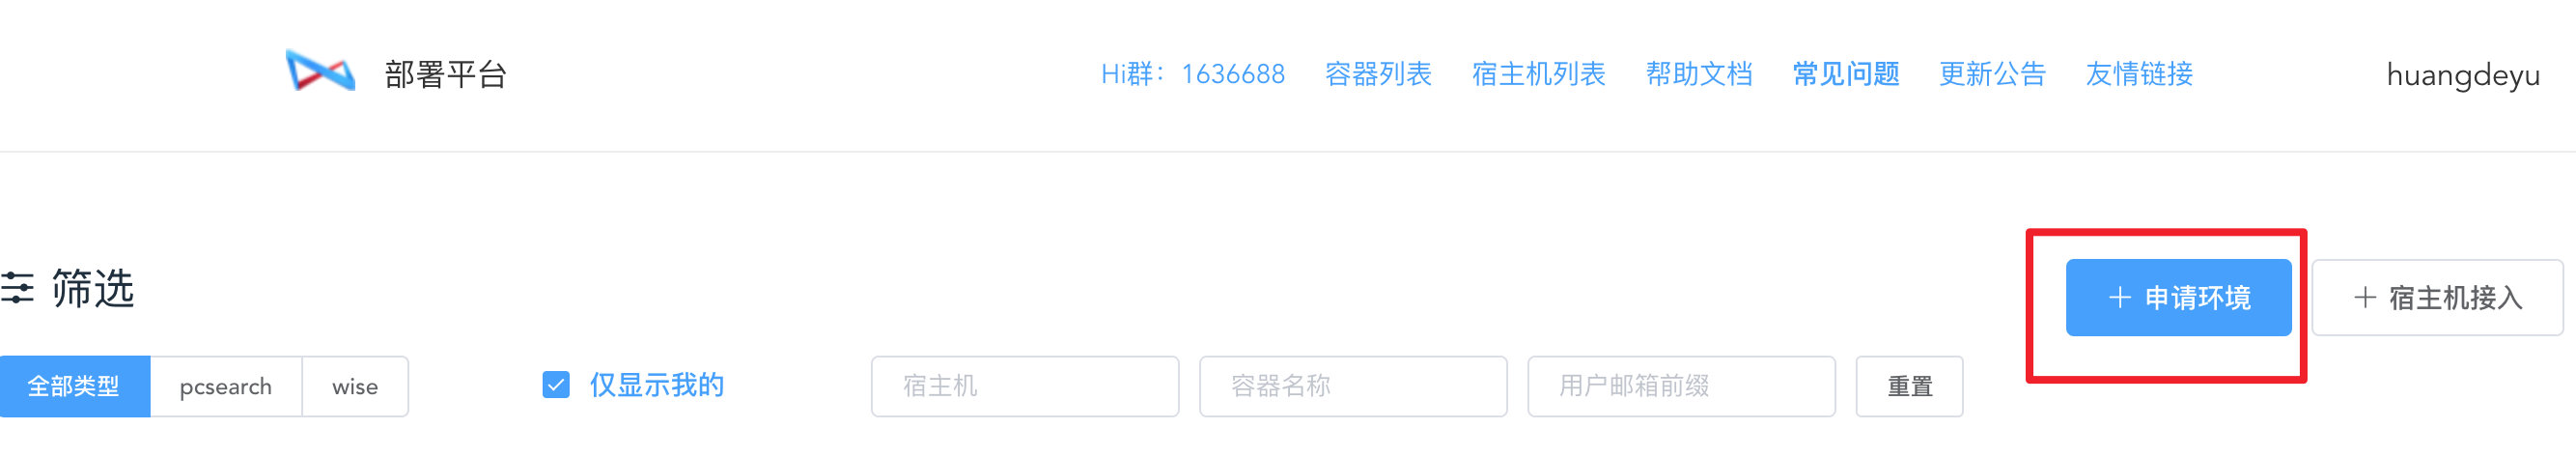 部署平台 Hi群：1636688 容器列表 宿主机列表 帮助文档 常见问题 更新公告 友情链接 huangdeyu
筛选 申请环境 宿主机接入
全部类型 pcsearch wise 仅显示我的 宿主机 容器名称 用户邮箱前缀 重置